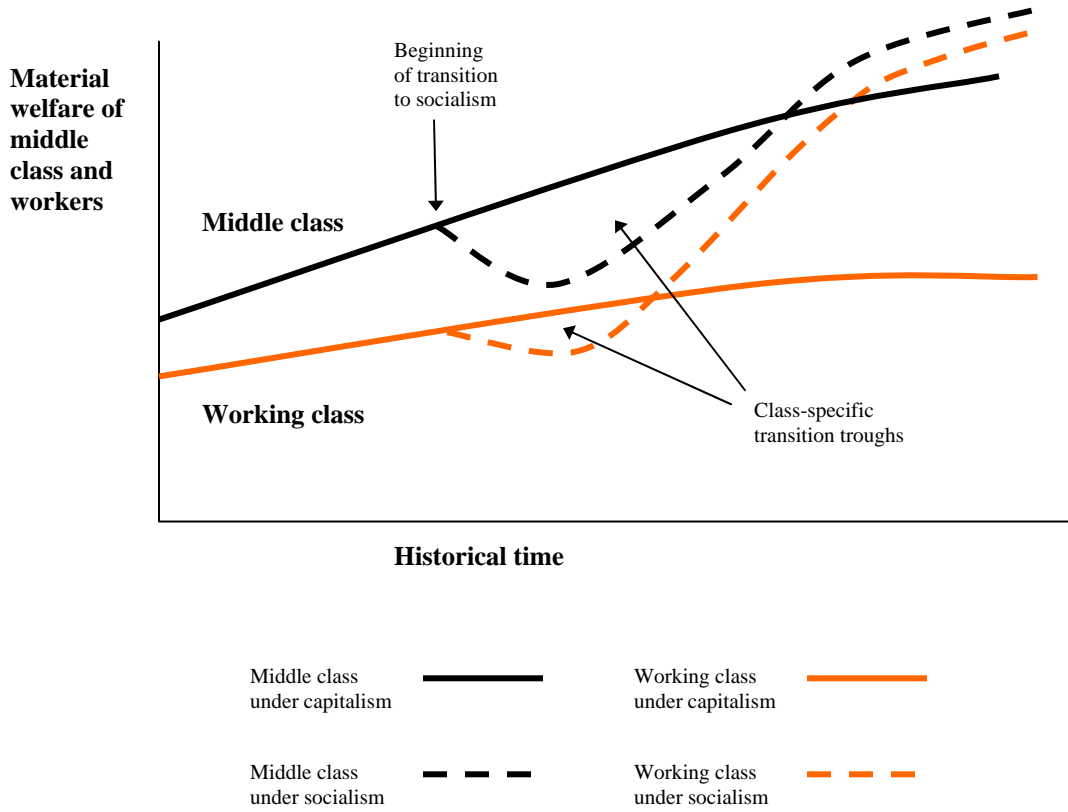 Material
welfare of
middle
class and
workers
Beginning
of transition
to socialism
Middle class
Working class
Class-specific
transition troughs
Historical time
Middle class
under capitalism
Working class
under capitalism
Middle class
under socialism
Working class
under socialism